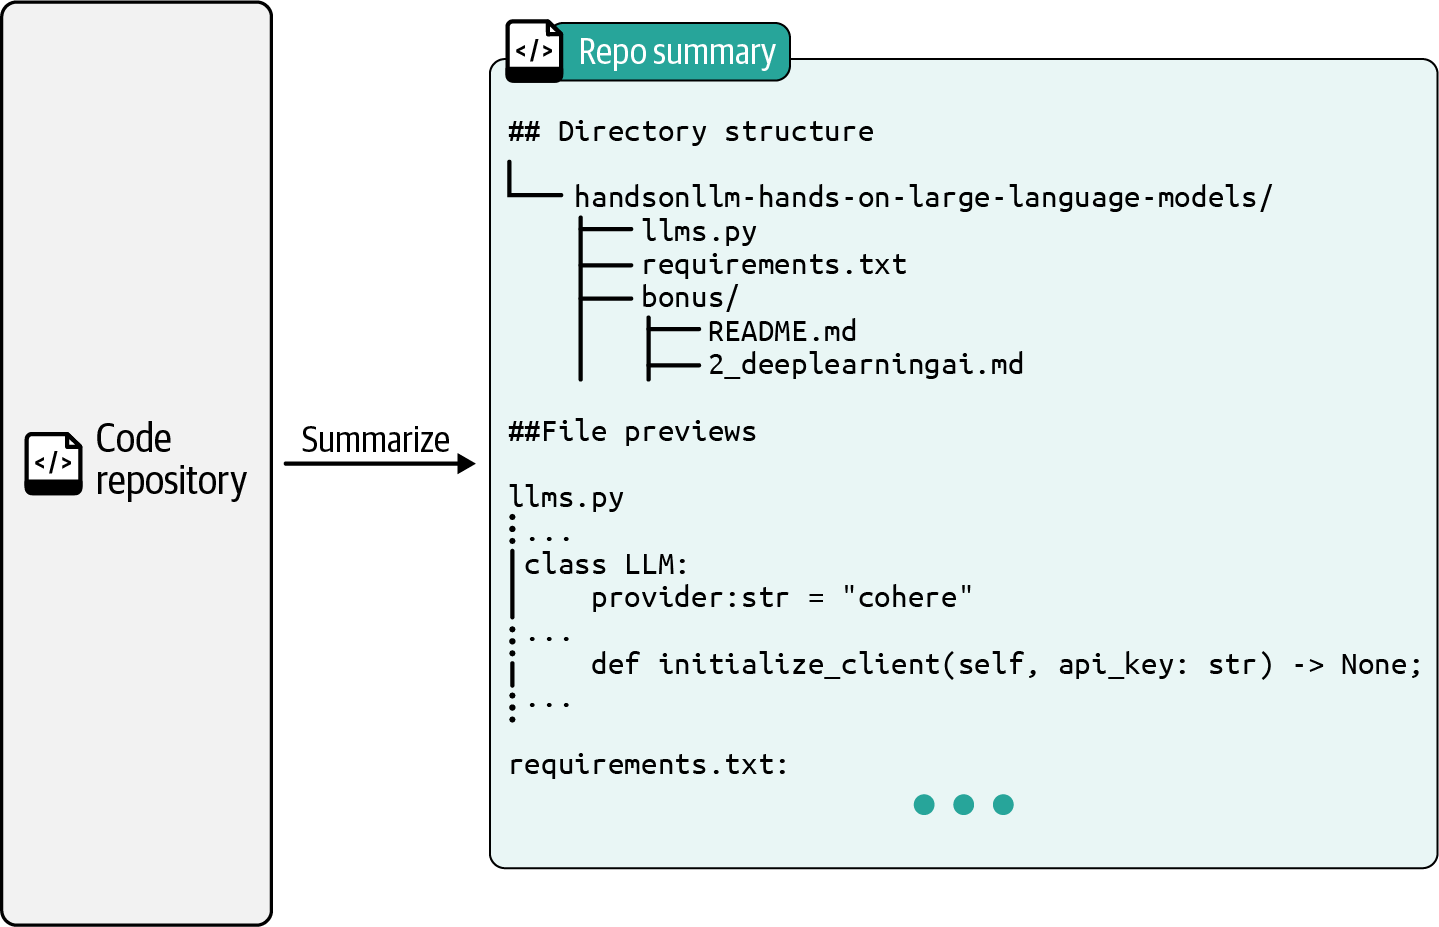 Code
repository
Summarize
</> Repo summary
## Directory structure
handsonllm-hands-on-large-language-models/
llms.py
requirements.txt
bonus/
README.md
2_deeplearningai.md
##File previews
llms.py
...
class LLM:
provider:str = "cohere"
...
def initialize_client(self, api_key: str) -> None;
...
requirements.txt: